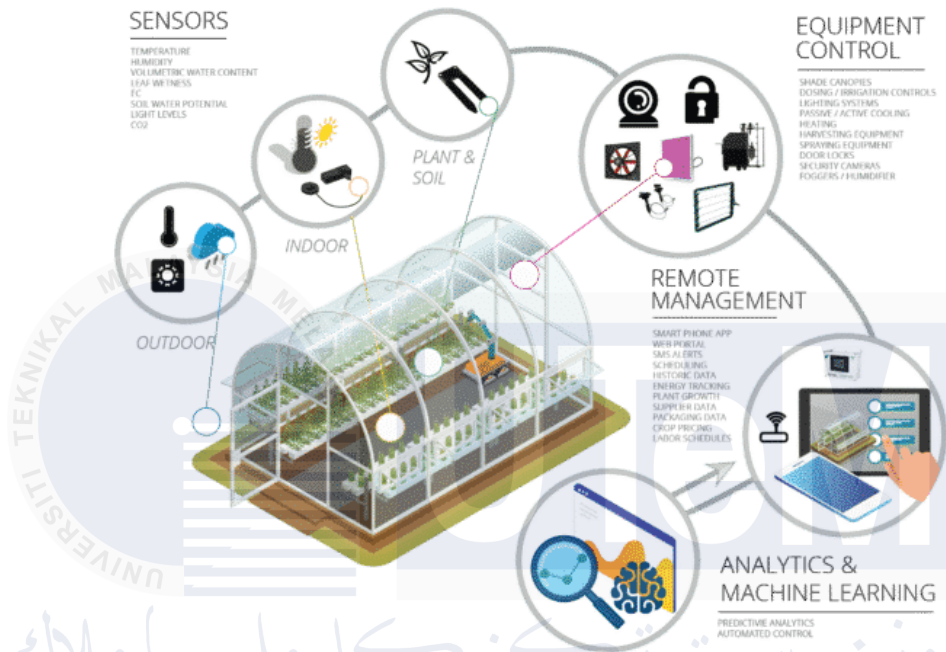 SENSORS
TEMPERATURE
HUMIDITY
VOLUMETRIC WATER CONTENT
LEAF WETNESS
EC
SOIL WATER POTENTIAL
LIGHT LEVELS
CO2
OUTDOOR
INDOOR
PLANT &
SOIL
EQUIPMENT
CONTROL
SHADE CANOPIES
DOSING / IRRIGATION CONTROLS
LIGHTING SYSTEMS
PASSIVE / ACTIVE COOLING
HEATING
HARVESTING EQUIPMENT
SPRAYING EQUIPMENT
DOOR LOCKS
SECURITY CAMERAS
FOGGERS / HUMIDIFIER
REMOTE
MANAGEMENT
SMART PHONE APP
WEB PORTAL
SMS ALERTS
SCHEDULING
HISTORIC DATA
ENERGY TRACKING
PLANT GROWTH
SUPPLIER DATA
PACKAGING DATA
CROP PRICING
LABOR SCHEDULES
ANALYTICS &
MACHINE LEARNING
PREDICTIVE ANALYTICS
AUTOMATED CONTROL
UNIVERSITI TEKNIKAL MALAYSIA
UTeM